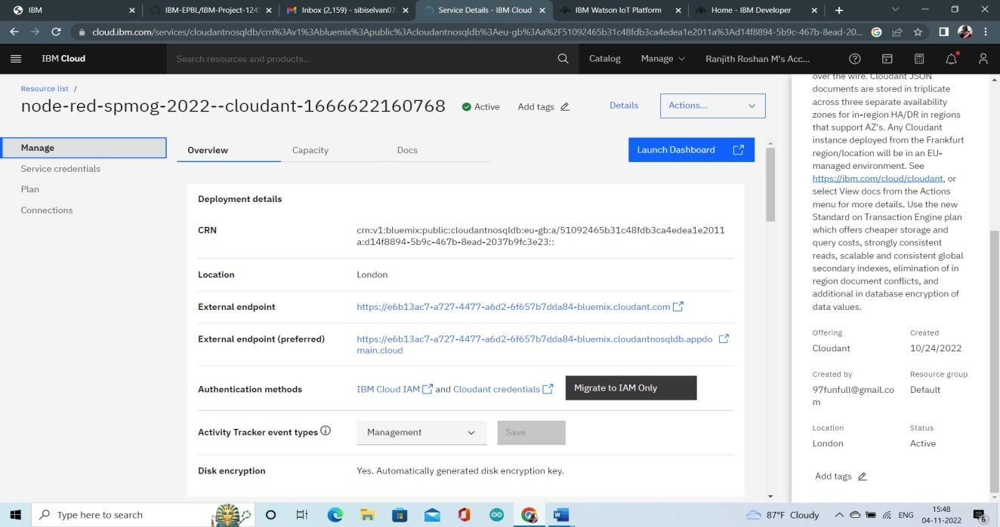 IBM
IBM-EPBL/IBM-Project-124
Inbox (2,159) - sibiselvan07
Service Details - IBM Cloud
IBM Watson IoT Platform
Home - IBM Developer
cloud.ibm.com/services/cloudantnosqldb/crn%3Av1%3Abluemix%3Apublic%3Acloudantnosqldb%3Aeu-gb%3Aa%2F51092465b31c48fdb3ca4edea1e2011a%3Ad14f8894-5b9c-467b-8ead-20...
IBM Cloud
Search resources and products...
Catalog
Manage
Ranjith Roshan M's Acc...
Resource list /
node-red-spmog-2022--cloudant-1666622160768
Active
Add tags
Details
Actions...
Manage
Service credentials
Plan
Connections
Overview
Capacity
Docs
Launch Dashboard
Deployment details
CRN
crn:v1:bluemix:public:cloudantnosqldb:eu-gb:a/51092465b31c48fdb3ca4edea1e2011
a:d14f8894-5b9c-467b-8ead-2037b9fc3e23::
Location
London
External endpoint
https://e6b13ac7-a727-4477-a6d2-6f657b7dda84-bluemix.cloudant.com
External endpoint (preferred)
https://e6b13ac7-a727-4477-a6d2-6f657b7dda84-bluemix.cloudantnosqldb.appdo
main.cloud
Authentication methods
IBM Cloud IAM and Cloudant credentials
Migrate to IAM Only
Activity Tracker event types
Management
Save
Disk encryption
Yes. Automatically generated disk encryption key.
over the wire. Cloudant JSON
documents are stored in triplicate
across three separate availability
zones for in-region HA/DR in regions
that support AZ's. Any Cloudant
instance deployed from the Frankfurt
region/location will be in an EU-
managed environment. See
https://ibm.com/cloud/cloudant, or
select View docs from the Actions
menu for more details. Use the new
Standard on Transaction Engine plan
which offers cheaper storage and
query costs, strongly consistent
reads, scalable and consistent global
secondary indexes, elimination of in
region document conflicts, and
additional in database encryption of
data values.
Offering
Created
Cloudant
10/24/2022
Created by
Resource group
97funfull@gmail.co
m
Default
Location
Status
London
Active
Add tags
Type here to search
87°F Cloudy
ENG
15:48
04-11-2022
6